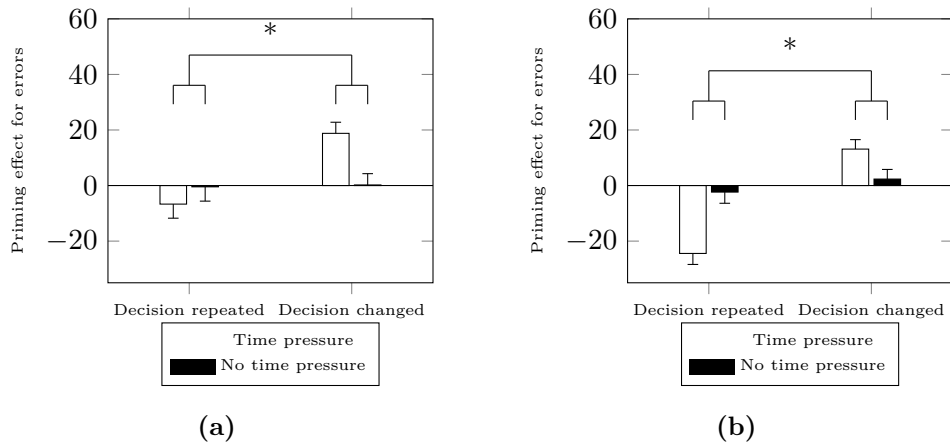 60
40
20
0
−20
Priming effect for errors
*
Decision repeated Decision changed
Time pressure
No time pressure
(a)
60
40
20
0
−20
Priming effect for errors
*
Decision repeated Decision changed
Time pressure
No time pressure
(b)